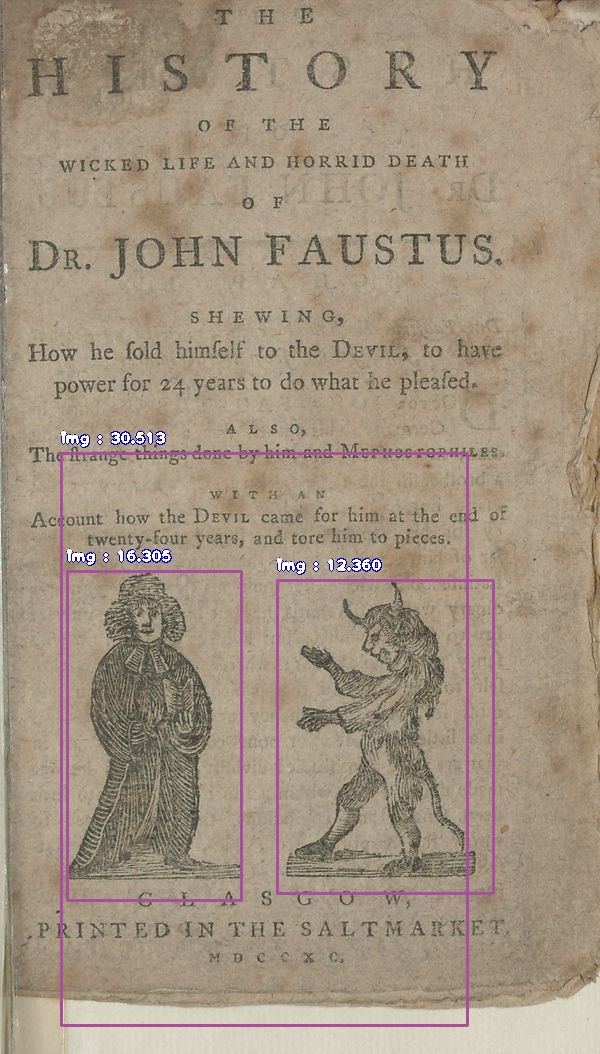 THE
HISTORY
OF THE
WICKED LIFE AND HORRID DEATH
OF
DR. JOHN FAUSTUS.
SHEWING,
How he ſold himſelf to the DEVIL, to have
power for 24 years to do what he pleaſed.
ALSO,
Img : 30.513
The ſtrange things done by him and MEPHOSTOPHILES.
WITH AN
Account how the DEVIL came for him at the end of
twenty-four years, and tore him to pieces.
Img : 16.305
Img : 12.360
GLASGOW,
PRINTED IN THE SALTMARKET.
MDCCXC.